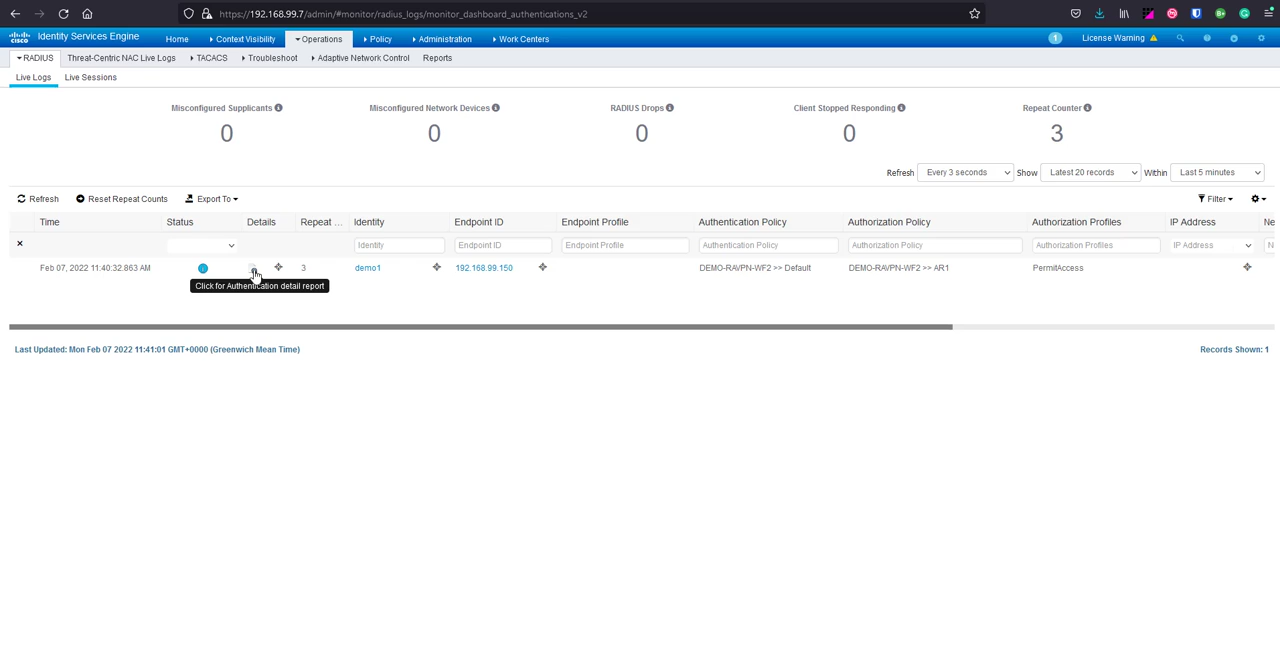 https://192.168.99.7/admin/#monitor/radius_logs/monitor_dashboard_authentications_v2
cisco Identity Services Engine Home Context Visibility Operations Policy Administration Work Centers 1 License Warning
RADIUS Threat-Centric NAC Live Logs TACACS Troubleshoot Adaptive Network Control Reports
Live Logs Live Sessions
Misconfigured Supplicants Misconfigured Network Devices RADIUS Drops Client Stopped Responding Repeat Counter
0 0 0 0 3
Refresh Every 3 seconds Show Latest 20 records Within Last 5 minutes
Refresh Reset Repeat Counts Export To Filter
Time Status Details Repeat ... Identity Endpoint ID Endpoint Profile Authentication Policy Authorization Policy Authorization Profiles IP Address Ne
Identity Endpoint ID Endpoint Profile Authentication Policy Authorization Policy Authorization Profiles IP Address N
Feb 07, 2022 11:40:32.863 AM 3 demo1 192.168.99.150 DEMO-RAVPN-WF2 >> Default DEMO-RAVPN-WF2 >> AR1 PermitAccess
Click for Authentication detail report
Last Updated: Mon Feb 07 2022 11:41:01 GMT+0000 (Greenwich Mean Time) Records Shown: 1